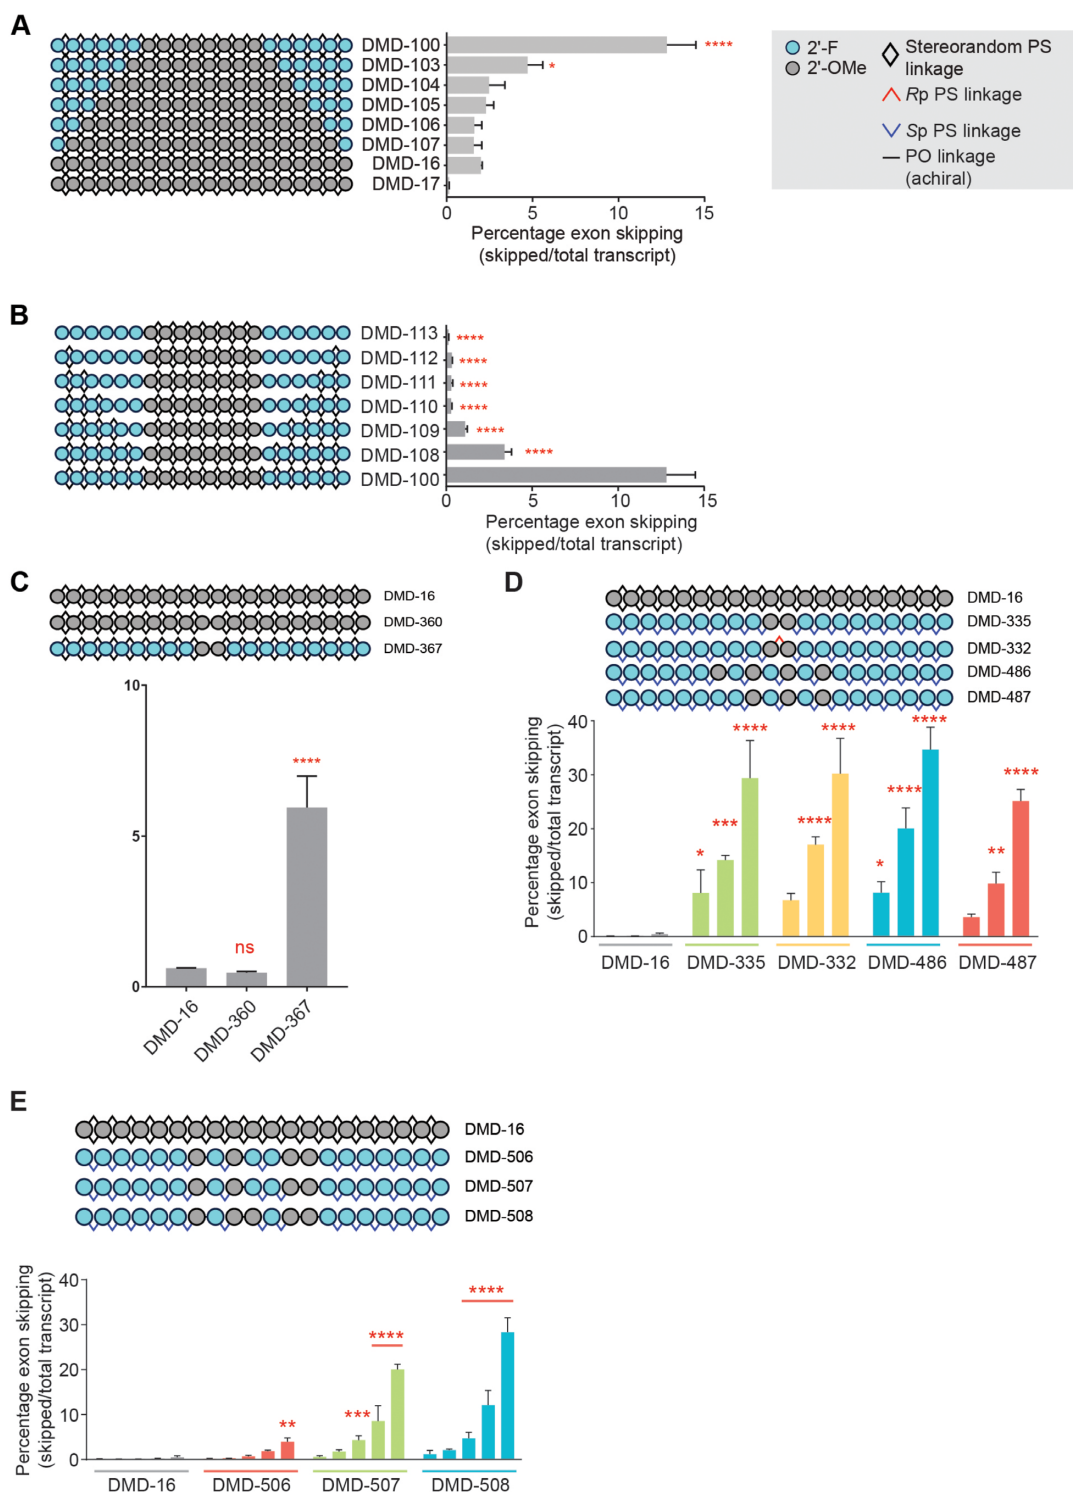 A
DMD-100
DMD-103
DMD-104
DMD-105
DMD-106
DMD-107
DMD-16
DMD-17
****
*
0 5 10 15
Percentage exon skipping
(skipped/total transcript)
2'-F
2'-OMe
Stereorandom PS
linkage
Rp PS linkage
Sp PS linkage
PO linkage
(achiral)
B
DMD-113
DMD-112
DMD-111
DMD-110
DMD-109
DMD-108
DMD-100
****
****
****
****
****
****
0 5 10 15
Percentage exon skipping
(skipped/total transcript)
C
DMD-16
DMD-360
DMD-367
10
5
0
ns
****
DMD-16
DMD-360
DMD-367
D
DMD-16
DMD-335
DMD-332
DMD-486
DMD-487
Percentage exon skipping
(skipped/total transcript)
40
30
20
10
0
* *** ****
**** ****
* **** ****
** ****
DMD-16 DMD-335 DMD-332 DMD-486 DMD-487
E
DMD-16
DMD-506
DMD-507
DMD-508
Percentage exon skipping
(skipped/total transcript)
40
30
20
10
0
**
*** ****
****
DMD-16 DMD-506 DMD-507 DMD-508